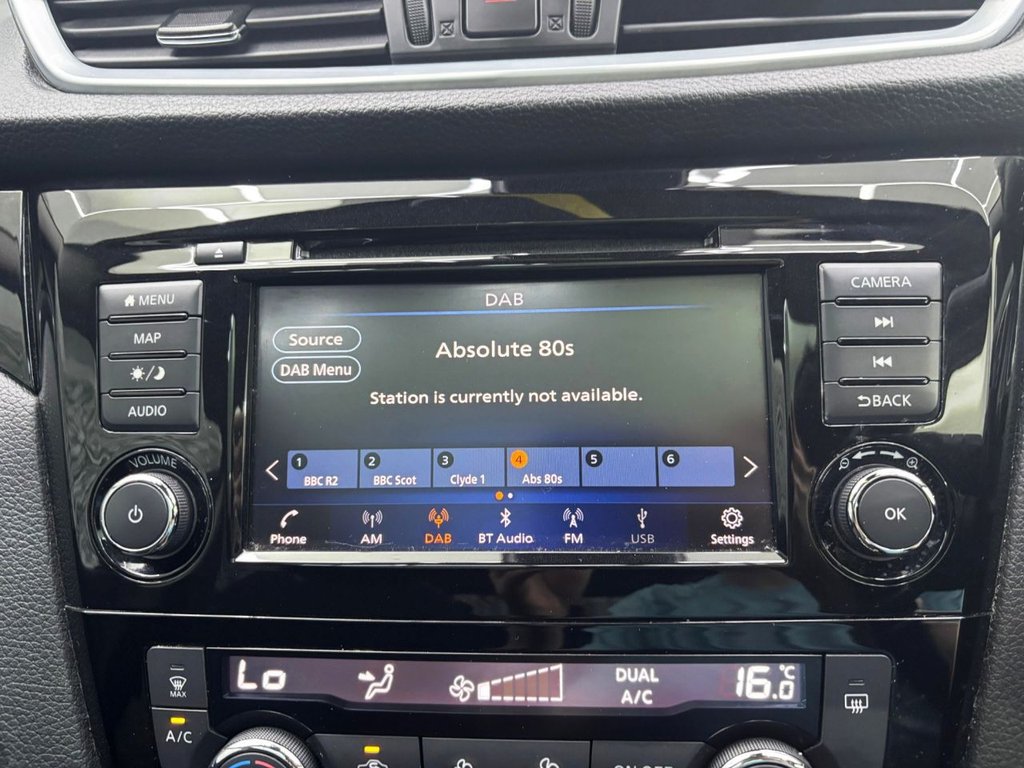 DAB
MENU
MAP
AUDIO
VOLUME
Source
DAB Menu
Absolute 80s
Station is currently not available.
1
BBC R2
2
BBC Scot
3
Clyde 1
4
Abs 80s
5
6
Phone
AM
DAB
BT Audio
FM
USB
Settings
CAMERA
BACK
OK
MAX
A/C
Lo
DUAL
A/C
16.0 °C
ON·OFF